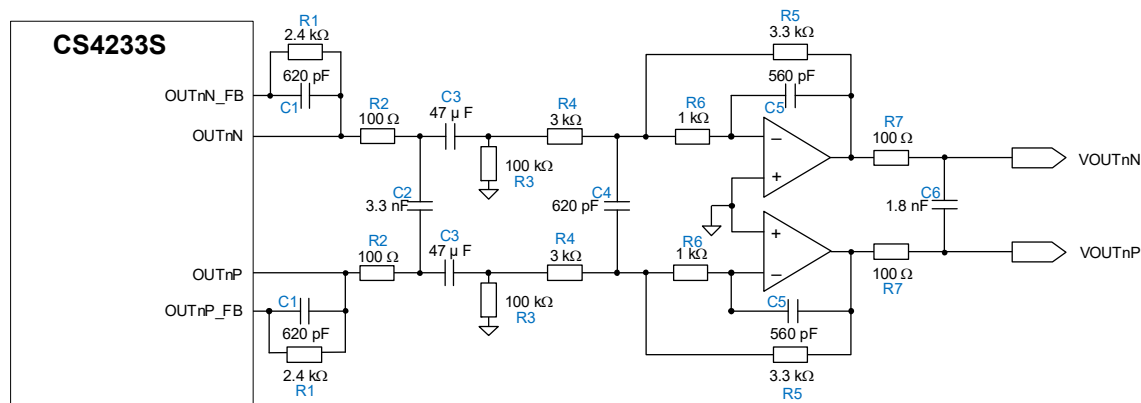 CS4233S
R1
2.4 kΩ
620 pF
C1
OUTnN_FB
OUTnN
R2
100 Ω
C3
47 µ F
100 kΩ
R3
C2
3.3 nF
R4
3 kΩ
C4
620 pF
R5
3.3 kΩ
560 pF
C5
R6
1 kΩ
−
+
R7
100 Ω
VOUTnN
C6
1.8 nF
OUTnP
OUTnP_FB
R2
100 Ω
C3
47 µ F
100 kΩ
R3
C1
620 pF
2.4 kΩ
R1
R4
3 kΩ
R6
1 kΩ
+
−
C5
560 pF
3.3 kΩ
R5
100 Ω
R7
VOUTnP